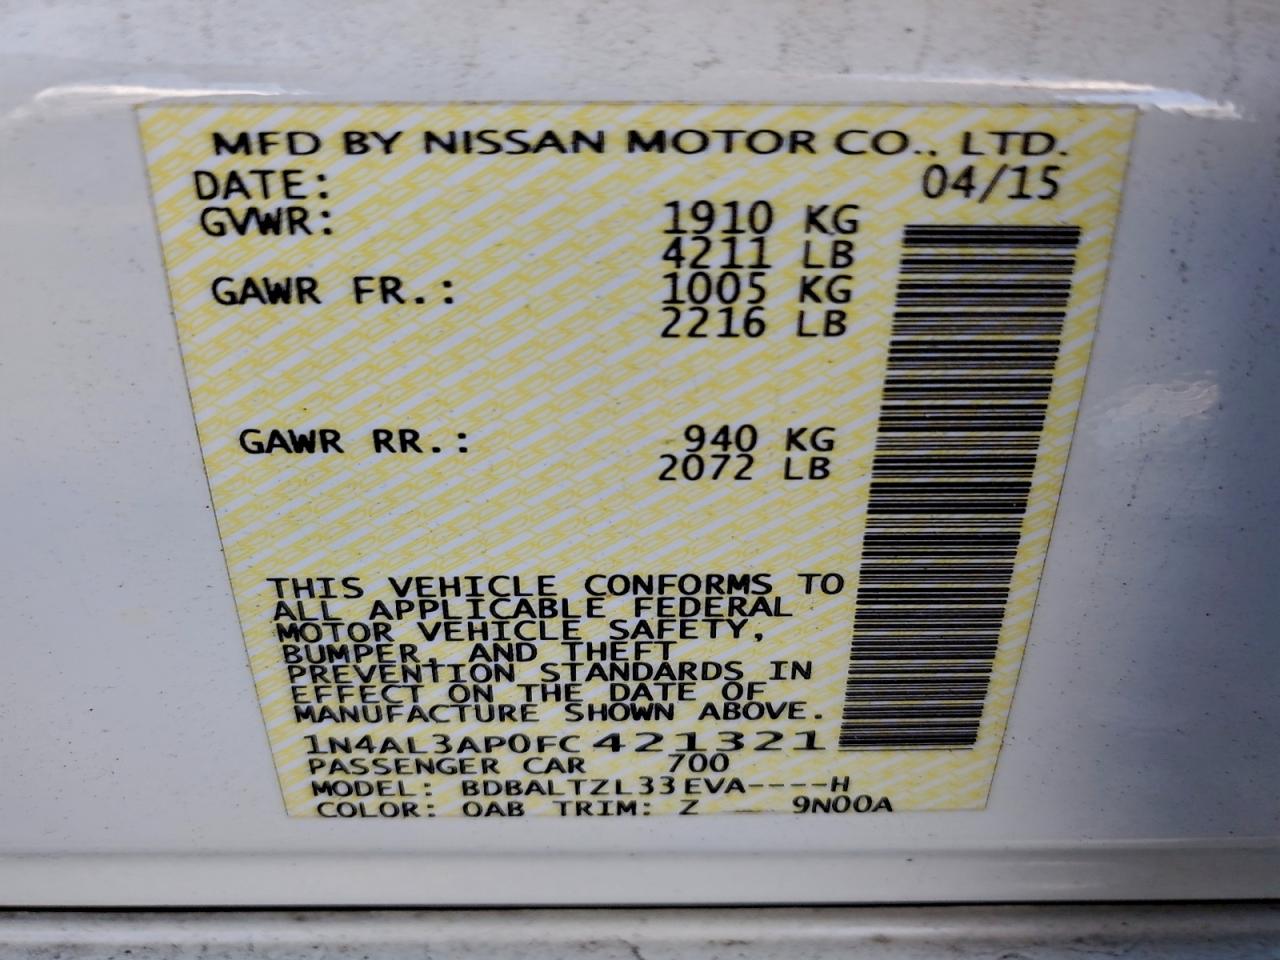 MFD BY NISSAN MOTOR CO., LTD.
DATE: 04/15
GVWR: 1910 KG
4211 LB
GAWR FR.: 1005 KG
2216 LB
GAWR RR.: 940 KG
2072 LB
THIS VEHICLE CONFORMS TO
ALL APPLICABLE FEDERAL
MOTOR VEHICLE SAFETY,
BUMPER, AND THEFT
PREVENTION STANDARDS IN
EFFECT ON THE DATE OF
MANUFACTURE SHOWN ABOVE.
1N4AL3AP0FC421321
PASSENGER CAR 700
MODEL: BDBALTZL33EVA----H
COLOR: QAB TRIM: Z 9N00A